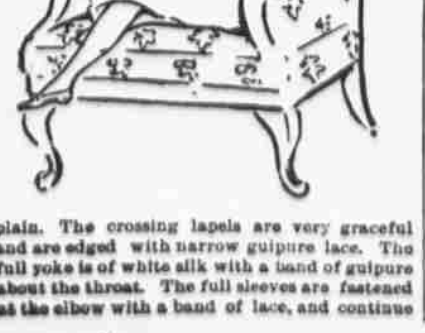 plain. The crossing lapels are very graceful
and are edged with narrow guipure lace. The
full yoke is of white silk with a band of guipure
about the throat. The full sleeves are fastened
at the elbow with a band of lace, and continue